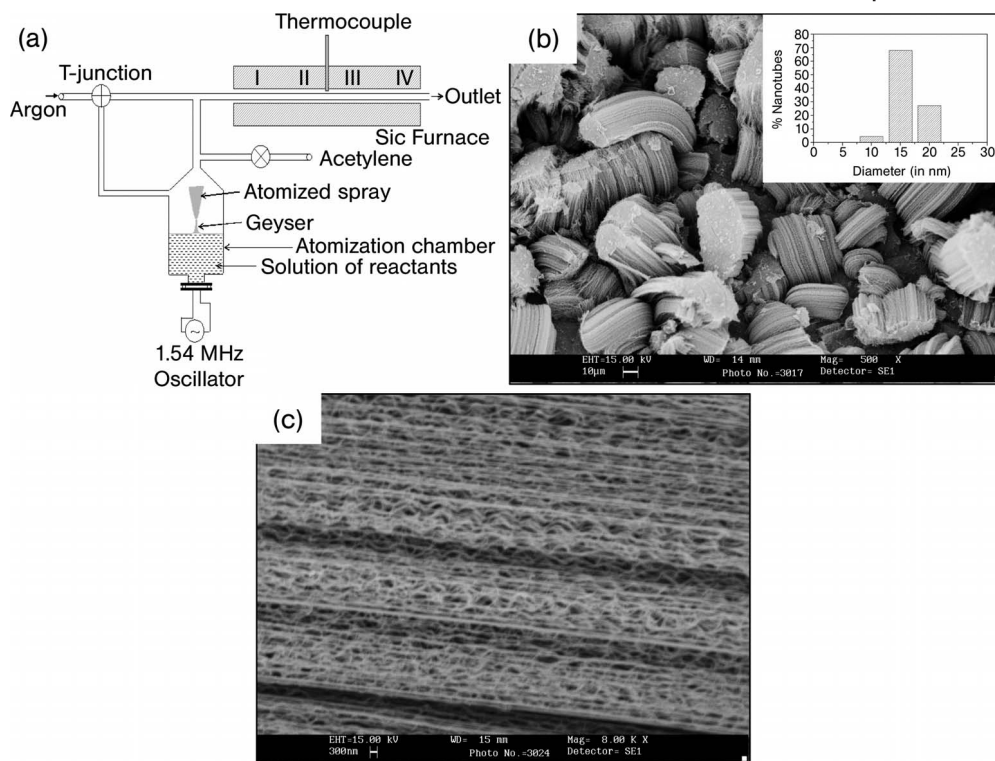 (a)
Thermocouple
T-junction
I II III IV
Argon
Outlet
Sic Furnace
Acetylene
Atomized spray
Geyser
Atomization chamber
Solution of reactants
~
1.54 MHz
Oscillator
(b)
80
70
60
50
40
30
20
10
0
% Nanotubes
0 5 10 15 20 25 30
Diameter (in nm)
EHT=15.00 kV WD= 14 mm Mag= 500 X
10μm Photo No.=3017 Detector= SE1
(c)
EHT=15.00 kV WD= 15 mm Mag= 8.00 K X
300nm Photo No.=3024 Detector= SE1